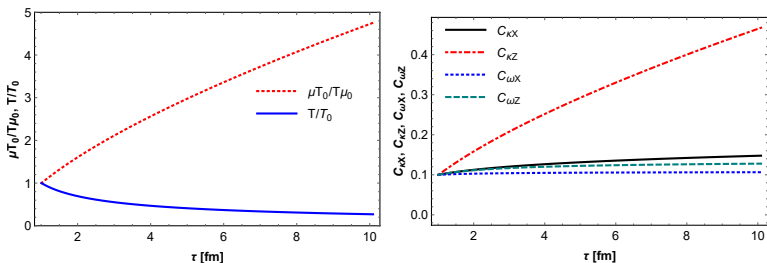 μT₀/Tμ₀, T/T₀
5
4
3
2
1
0
μT₀/Tμ₀
T/T₀
2
4
6
8
10
τ [fm]
C_κX, C_κZ, C_ωX, C_ωZ
0.4
0.3
0.2
0.1
0.0
C_κX
C_κZ
C_ωX
C_ωZ
2
4
6
8
10
τ [fm]